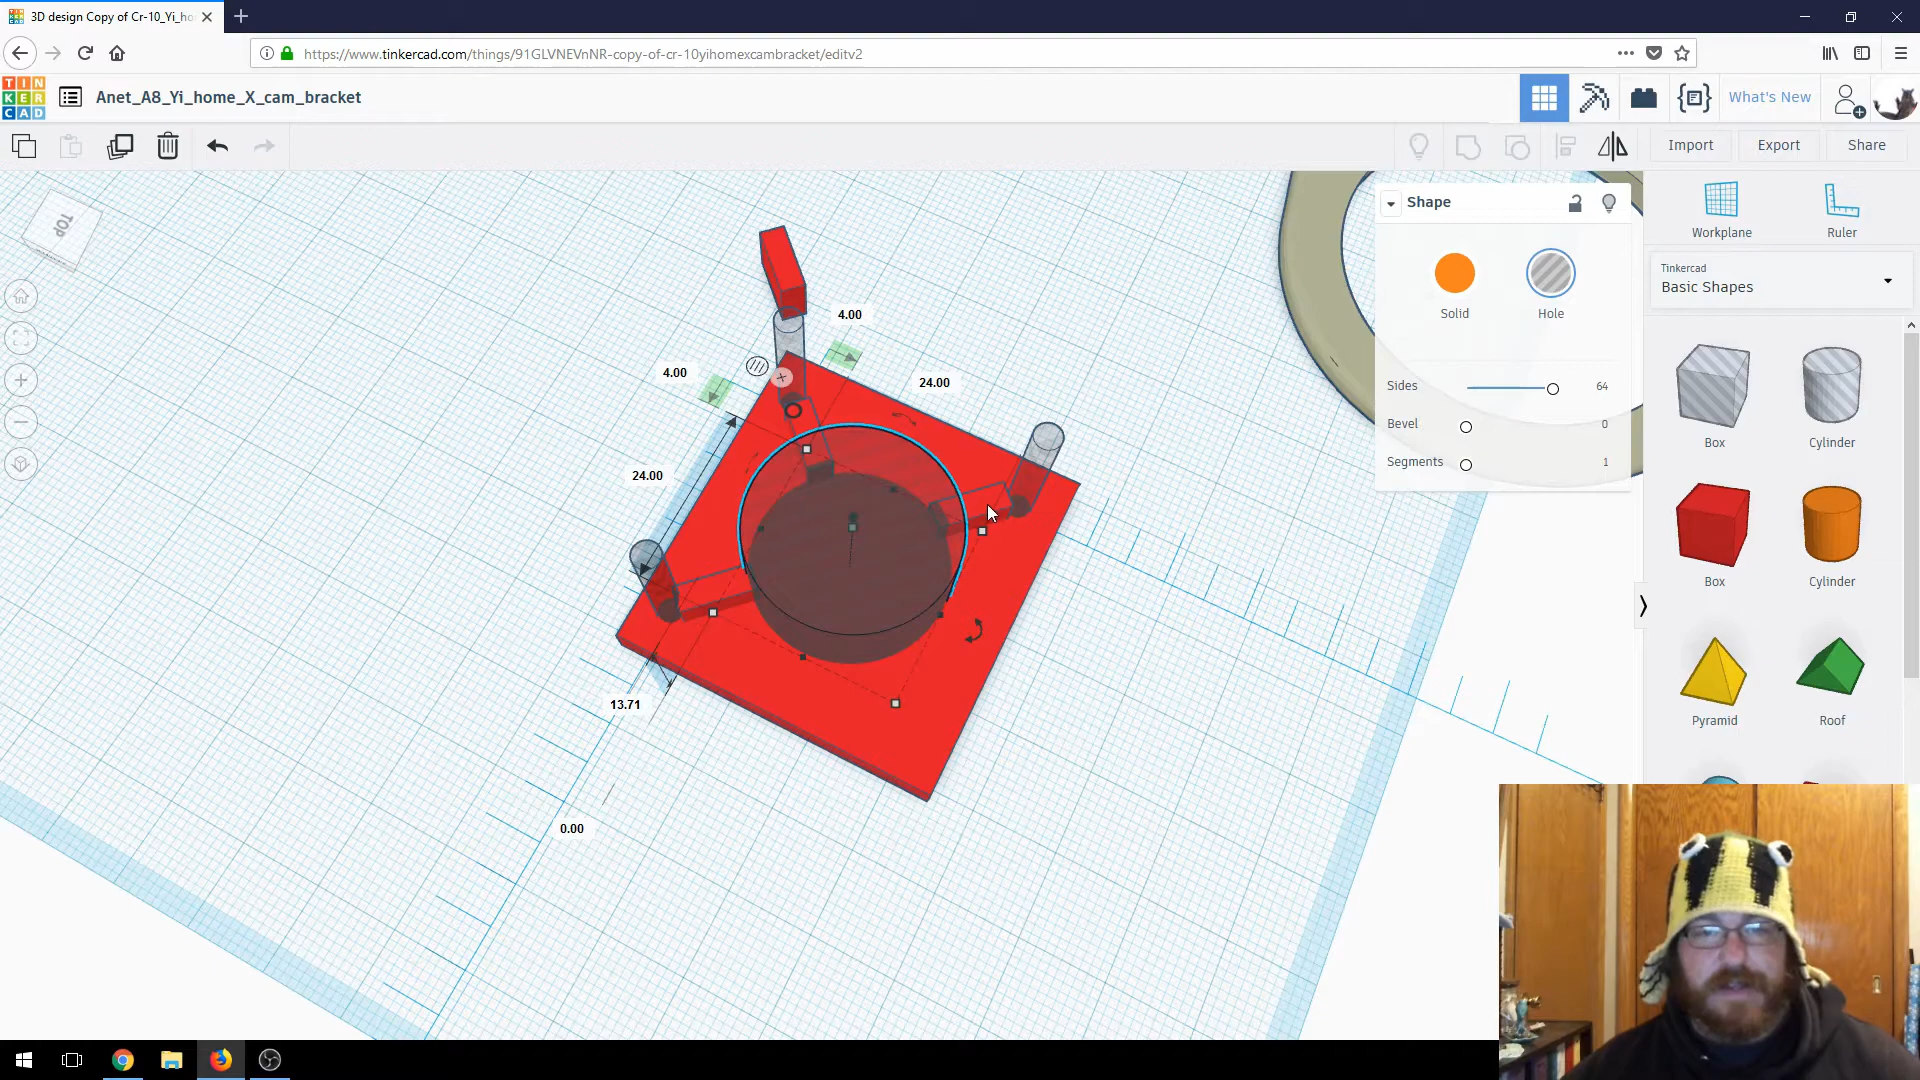 3D design Copy of Cr-10_Yi_ho
https://www.tinkercad.com/things/91GLVNEVnNR-copy-of-cr-10yihomexcambracket/editv2
TIN
KER
CAD
Anet_A8_Yi_home_X_cam_bracket
What's New
Import
Export
Share
TOP
Shape
Solid
Hole
Sides
64
Bevel
0
Segments
1
Workplane
Ruler
Tinkercad
Basic Shapes
Box
Cylinder
Box
Cylinder
Pyramid
Roof
4.00
4.00
24.00
24.00
13.71
0.00